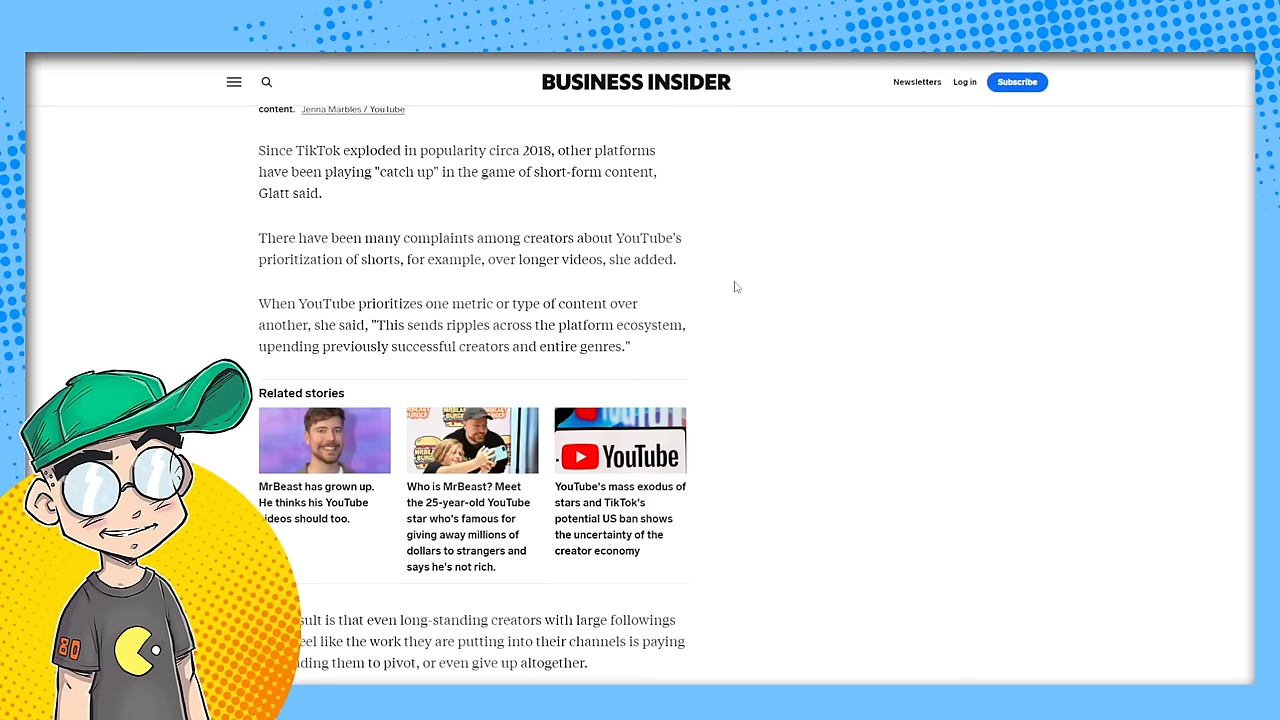 BUSINESS INSIDER
Newsletters
Log in
Subscribe
content. Jenna Marbles / YouTube
Since TikTok exploded in popularity circa 2018, other platforms
have been playing "catch up" in the game of short-form content,
Glatt said.
There have been many complaints among creators about YouTube's
prioritization of shorts, for example, over longer videos, she added.
When YouTube prioritizes one metric or type of content over
another, she said, "This sends ripples across the platform ecosystem,
upending previously successful creators and entire genres."
Related stories
YouTube
MrBeast has grown up.
He thinks his YouTube
videos should too.
Who is MrBeast? Meet
the 25-year-old YouTube
star who's famous for
giving away millions of
dollars to strangers and
says he's not rich.
YouTube's mass exodus of
stars and TikTok's
potential US ban shows
the uncertainty of the
creator economy
is that even long-standing creators with large followings
like the work they are putting into their channels is paying
them to pivot, or even give up altogether.
80